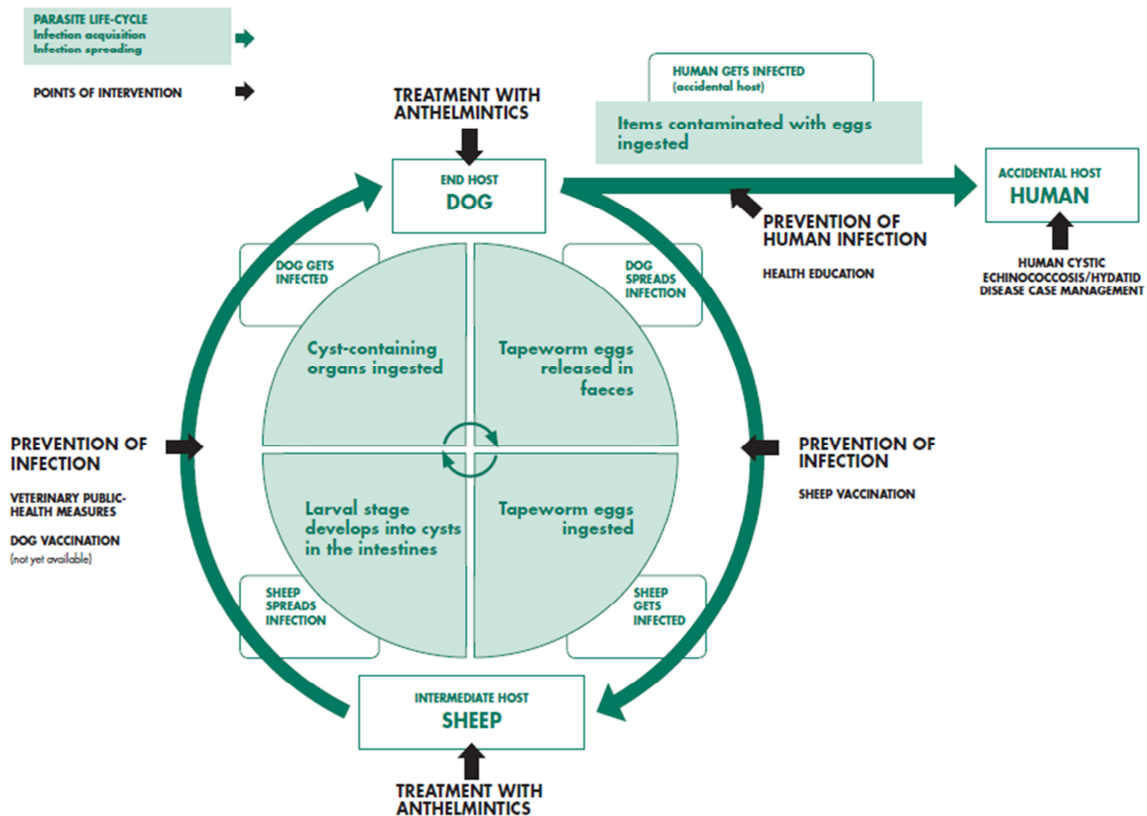 PARASITE LIFE-CYCLE
Infection acquisition
Infection spreading
POINTS OF INTERVENTION
TREATMENT WITH
ANTHELMINTICS
HUMAN GETS INFECTED
(accidental host)
Items contaminated with eggs
ingested
END HOST
DOG
ACCIDENTAL HOST
HUMAN
PREVENTION OF
HUMAN INFECTION
HEALTH EDUCATION
HUMAN CYSTIC
ECHINOCOCCOSIS/HYDATID
DISEASE CASE MANAGEMENT
DOG GETS
INFECTED
DOG
SPREADS
INFECTION
Cyst-containing
organs ingested
Tapeworm eggs
released in
faeces
PREVENTION OF
INFECTION
VETERINARY PUBLIC-
HEALTH MEASURES
DOG VACCINATION
(not yet available)
PREVENTION OF
INFECTION
SHEEP VACCINATION
Larval stage
develops into cysts
in the intestines
Tapeworm eggs
ingested
SHEEP
SPREADS
INFECTION
SHEEP
GETS
INFECTED
INTERMEDIATE HOST
SHEEP
TREATMENT WITH
ANTHELMINTICS